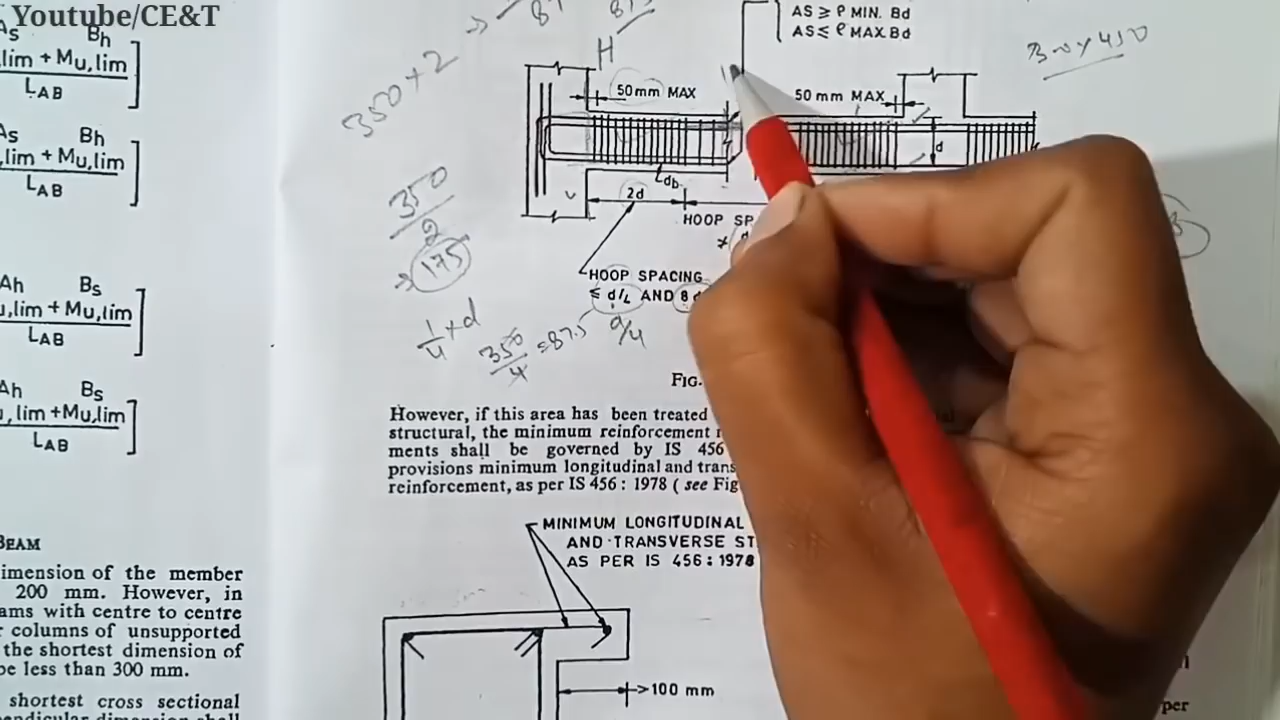 Youtube/CE&T
As Bh
lim + Mu,lim
LAB
As Bh
lim + Mu,lim
LAB
Ah Bs
,lim + Mu,lim
LAB
Ah Bs
, lim +Mu,lim
LAB
BEAM
imension of the member
200 mm. However, in
ams with centre to centre
columns of unsupported
the shortest dimension of
be less than 300 mm.
shortest cross sectional
AS ≥ ρ MIN. Bd
AS ≤ ρ MAX. Bd
300 x 450
350 x 2
H
50 mm MAX
50 mm MAX
d
db
2d
HOOP SP
HOOP SPACING
≤ d/4 AND 8 d
350
2
175
1/4 x d
350/4 = 87.5
d/4
FIG.
However, if this area has been treated
structural, the minimum reinforcement
ments shall be governed by IS 456
provisions minimum longitudinal and trans
reinforcement, as per IS 456 : 1978 ( see Fig
MINIMUM LONGITUDINAL
AND TRANSVERSE ST
AS PER IS 456 : 1978
>100 mm
per